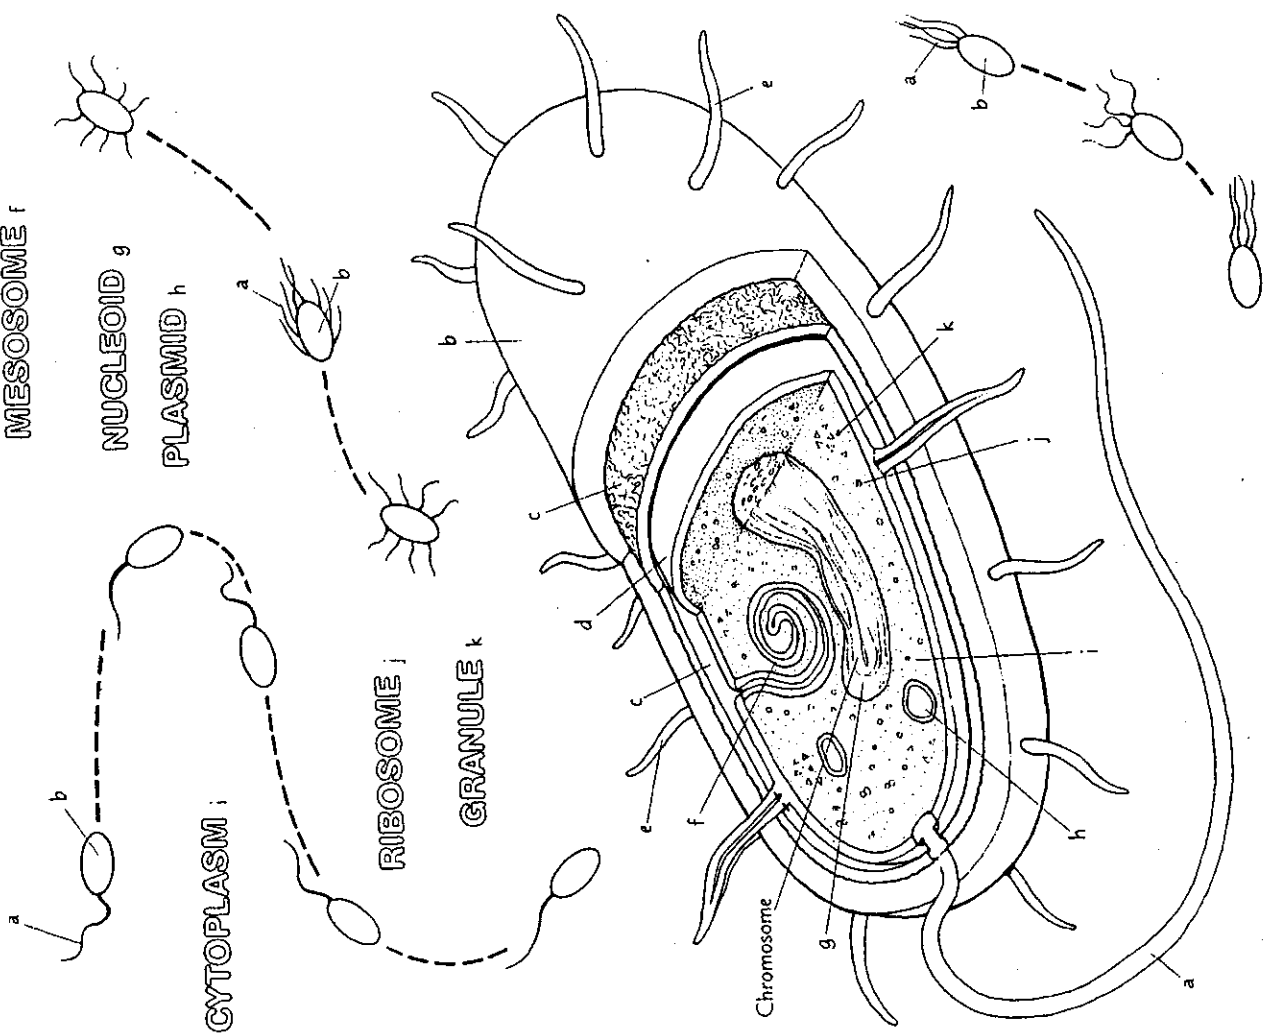 a
MESOSOME f
b
NUCLEOID g
PLASMID h
CYTOPLASM i
a
b
RIBOSOME j
b
GRANULE k
c
d
c
e
f
Chromosome
e
g
a
k
b
j
h
i
a